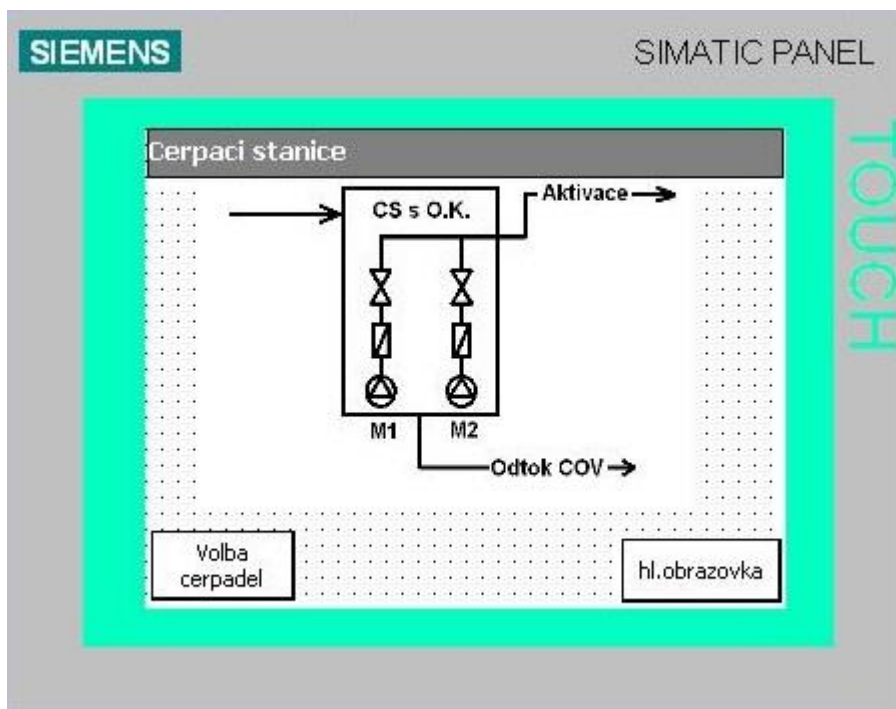 SIEMENS
SIMATIC PANEL
TOUCH
Cerpaci stanice
Aktivace
CS s O.K.
M1
M2
Odtok COV
Volba
cerpadel
hl.obrazovka